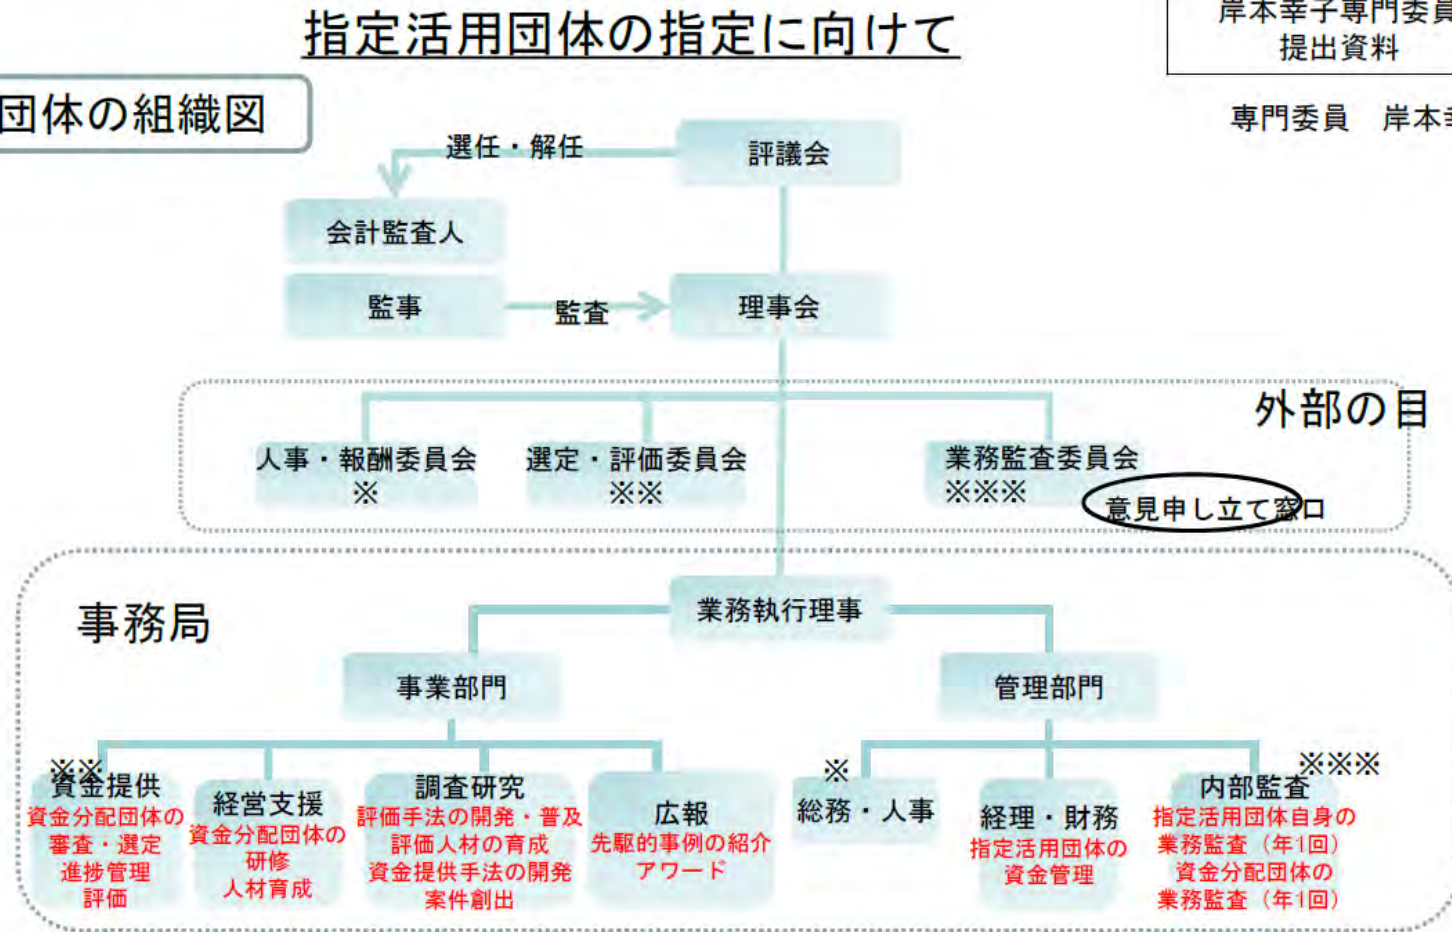 指定活用団体の指定に向けて
岸本幸子専門委員
提出資料
団体の組織図
専門委員　岸本幸
選任・解任
評議会
会計監査人
監事
監査
理事会
外部の目
人事・報酬委員会
※
選定・評価委員会
※※
業務監査委員会
※※※
意見申し立て窓口
事務局
業務執行理事
事業部門
管理部門
※※
資金提供
資金分配団体の
審査・選定
進捗管理
評価
経営支援
資金分配団体の
研修
人材育成
調査研究
評価手法の開発・普及
評価人材の育成
資金提供手法の開発
案件創出
広報
先駆的事例の紹介
アワード
※
総務・人事
経理・財務
指定活用団体の
資金管理
※※※
内部監査
指定活用団体自身の
業務監査（年1回）
資金分配団体の
業務監査（年1回）